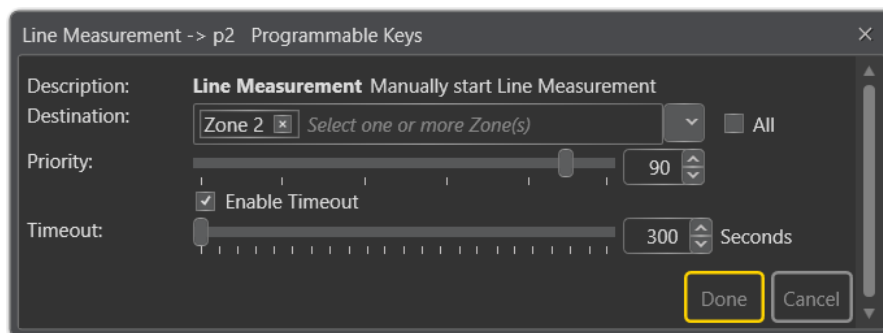 Line Measurement -> p2   Programmable Keys
Description: Line Measurement Manually start Line Measurement
Destination: Zone 2 Select one or more Zone(s) All
Priority: 90
Enable Timeout
Timeout: 300 Seconds
Done Cancel